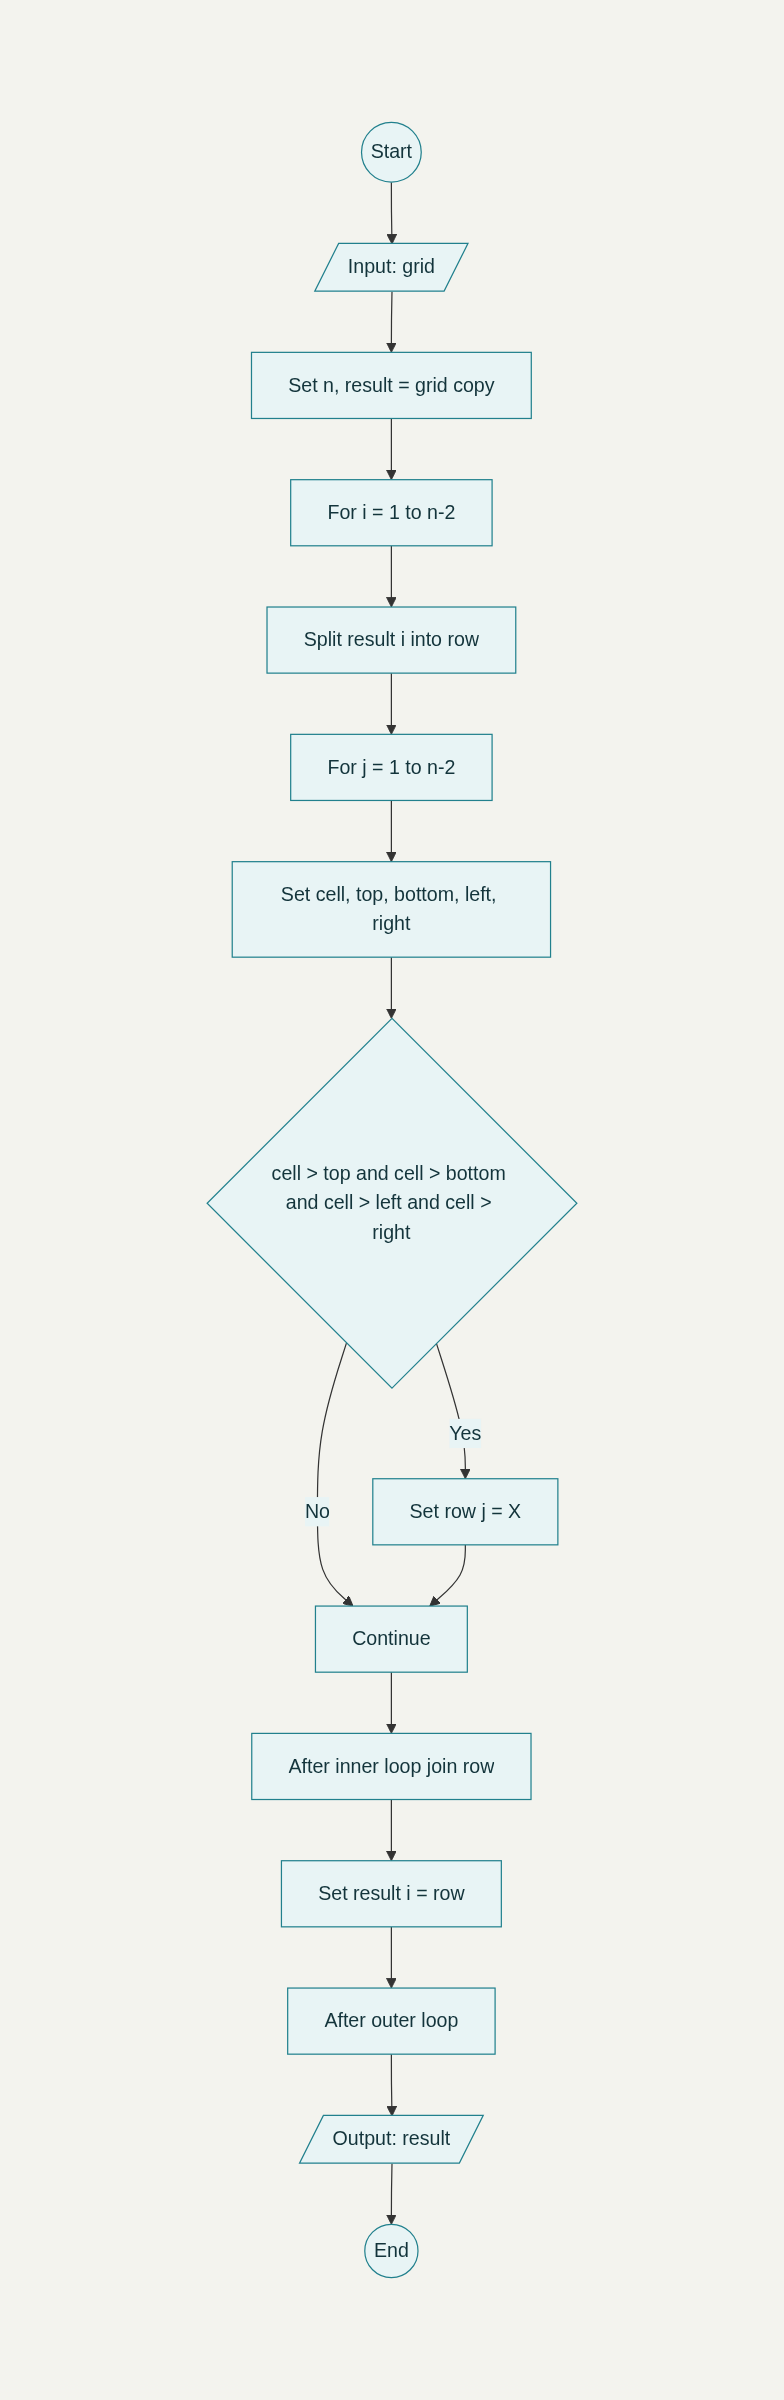 Start
Input: grid
Set n, result = grid copy
For i = 1 to n-2
Split result i into row
For j = 1 to n-2
Set cell, top, bottom, left,
right
cell > top and cell > bottom
and cell > left and cell >
right
Yes
No
Set row j = X
Continue
After inner loop join row
Set result i = row
After outer loop
Output: result
End